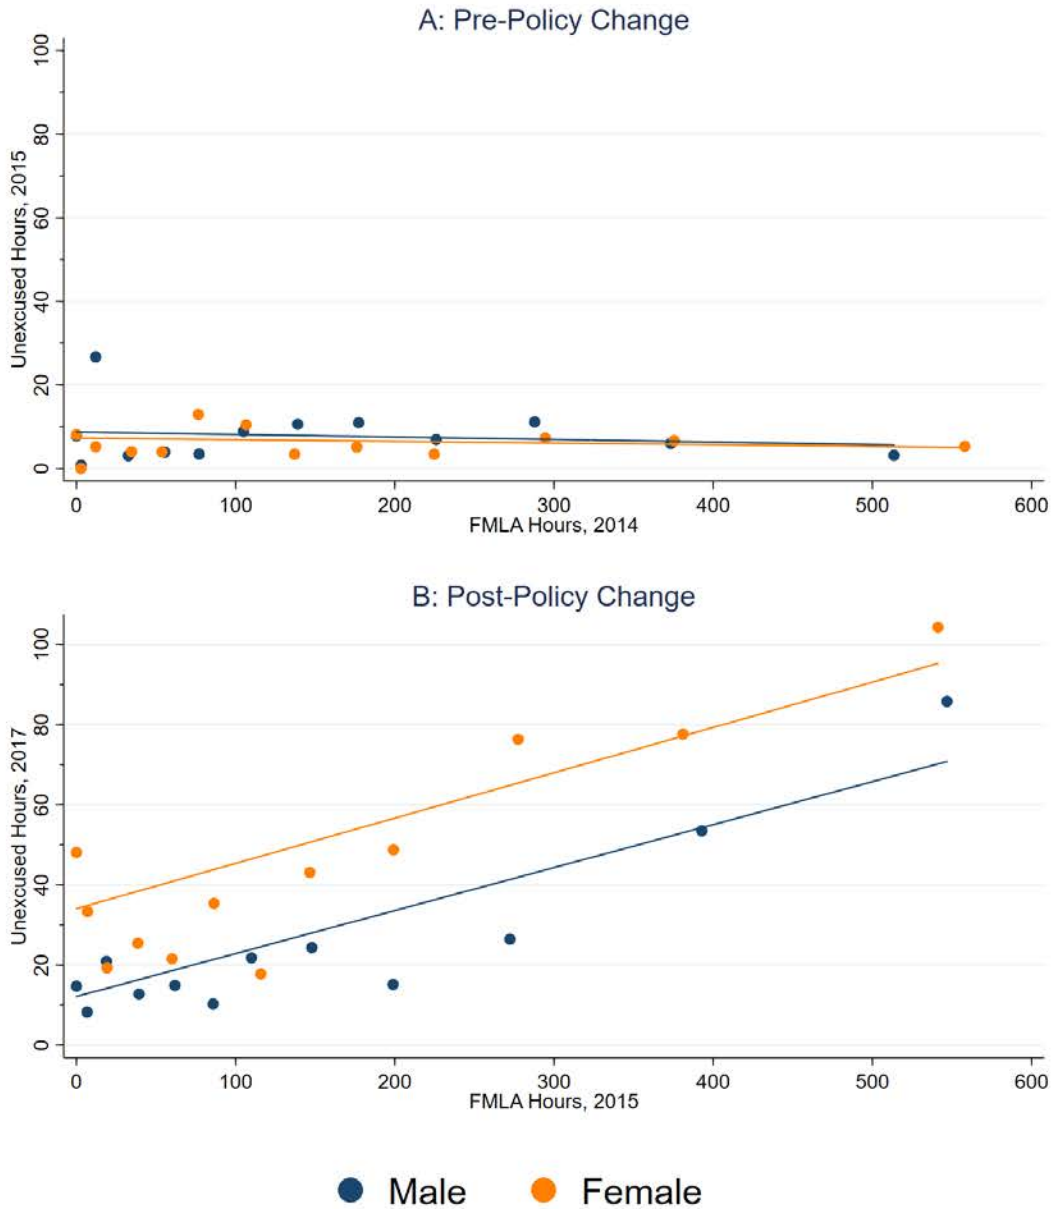 A: Pre-Policy Change
Unexcused Hours, 2015
100
80
60
40
20
0
0 100 200 300 400 500 600
FMLA Hours, 2014
B: Post-Policy Change
Unexcused Hours, 2017
100
80
60
40
20
0
0 100 200 300 400 500 600
FMLA Hours, 2015
Male Female